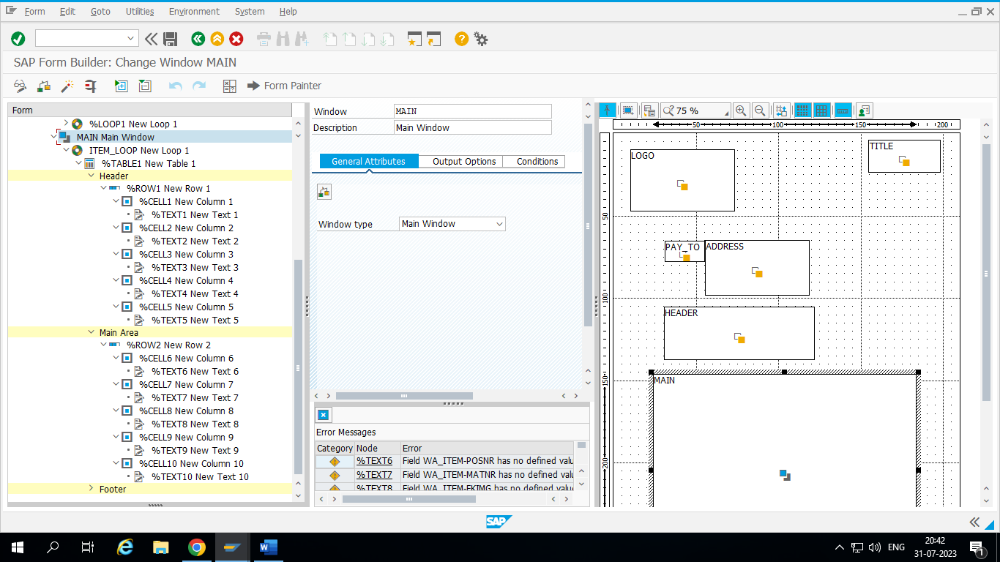 Form Edit Goto Utilities Environment System Help
SAP Form Builder: Change Window MAIN
Form Painter
Form
%LOOP1 New Loop 1
MAIN Main Window
ITEM_LOOP New Loop 1
%TABLE1 New Table 1
Header
%ROW1 New Row 1
%CELL1 New Column 1
%TEXT1 New Text 1
%CELL2 New Column 2
%TEXT2 New Text 2
%CELL3 New Column 3
%TEXT3 New Text 3
%CELL4 New Column 4
%TEXT4 New Text 4
%CELL5 New Column 5
%TEXT5 New Text 5
Main Area
%ROW2 New Row 2
%CELL6 New Column 6
%TEXT6 New Text 6
%CELL7 New Column 7
%TEXT7 New Text 7
%CELL8 New Column 8
%TEXT8 New Text 8
%CELL9 New Column 9
%TEXT9 New Text 9
%CELL10 New Column 10
%TEXT10 New Text 10
Footer
Window MAIN
Description Main Window
General Attributes Output Options Conditions
Window type Main Window
Error Messages
Category Node Error
%TEXT6 Field WA_ITEM-POSNR has no defined valu
%TEXT7 Field WA_ITEM-MATNR has no defined valu
%TEXT8 Field WA_ITEM-FKIMG has no defined valu
75 %
50 100 150 200
50
100
150
200
LOGO
TITLE
PAY_TO
ADDRESS
HEADER
MAIN
SAP
W
ENG
20:42
31-07-2023
1